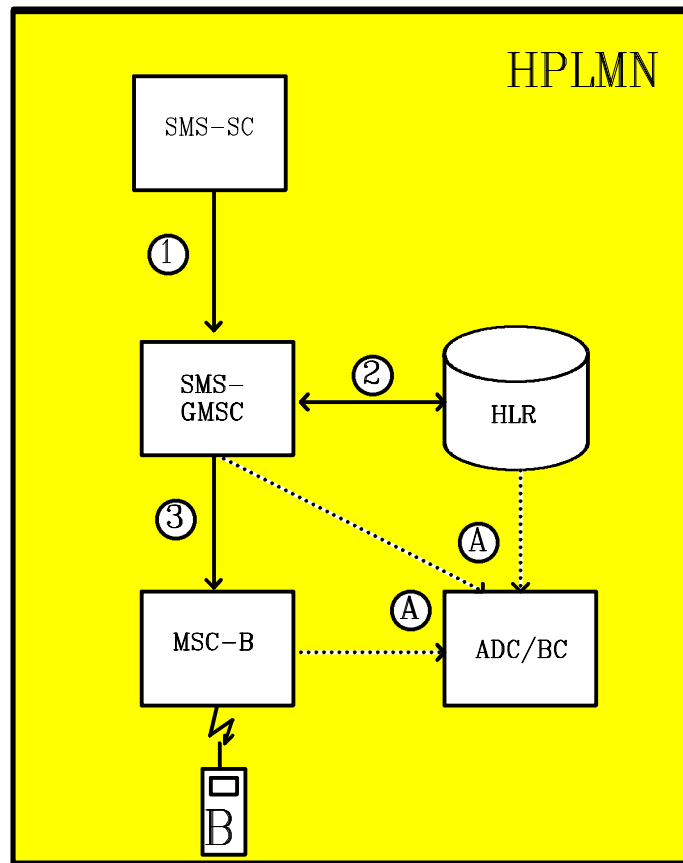 HPLMN
SMS-SC
1
SMS-
GMSC
2
HLR
3
A
A
MSC-B
ADC/BC
B